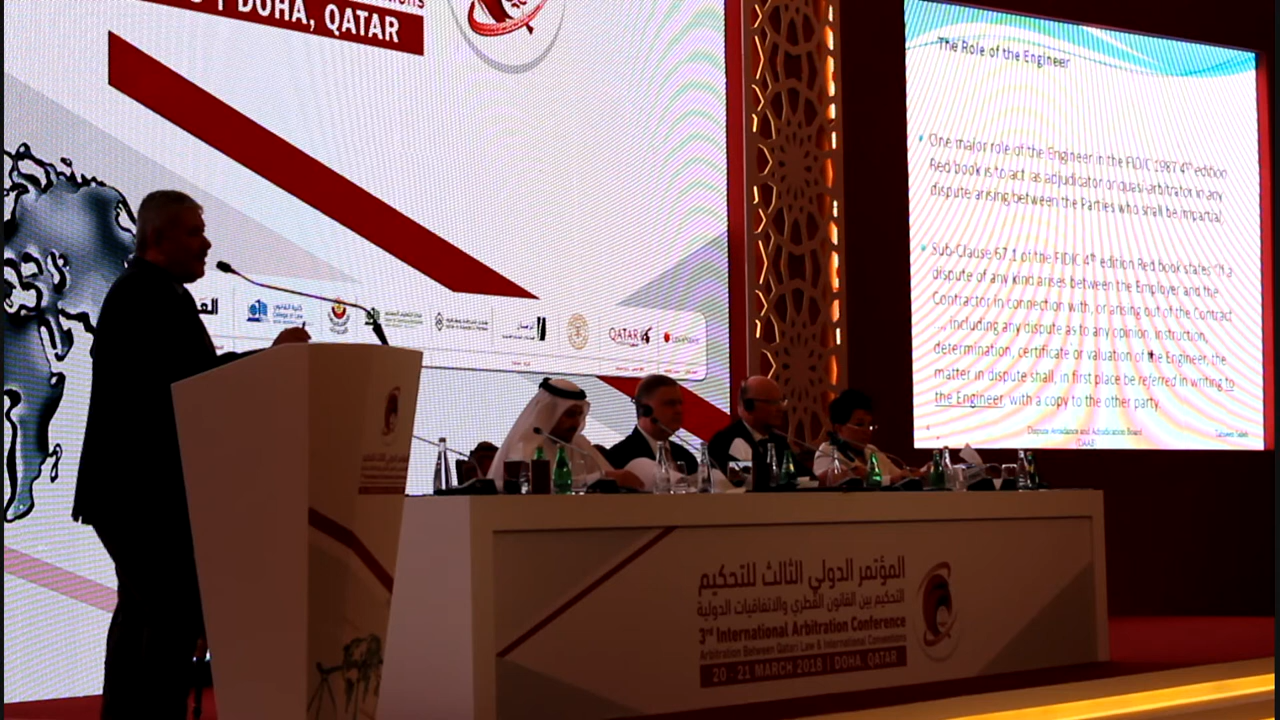 DOHA, QATAR
The Role of the Engineer
One major role of the Engineer in the FIDIC 1987 4th edition
Red book is to act as adjudicator or quasi-arbitrator in any
dispute arising between the Parties who shall be impartial.
Sub-Clause 67.1 of the FIDIC 4th edition Red book states "If a
dispute of any kind arises between the Employer and the
Contractor in connection with, or arising out of the Contract
...., including any dispute as to any opinion, instruction,
determination, certificate or valuation of the Engineer, the
matter in dispute shall, in first place be referred in writing to
the Engineer, with a copy to the other party.
Dispute Avoidance and Adjudication Board
(DAAB)
كلية القانون
College of Law
QATAR
المؤتمر الدولي الثالث للتحكيم
التحكيم بين القانون القطري والاتفاقيات الدولية
3rd International Arbitration Conference
Arbitration Between Qatari Law & International Conventions
20 - 21 MARCH 2018 | DOHA, QATAR